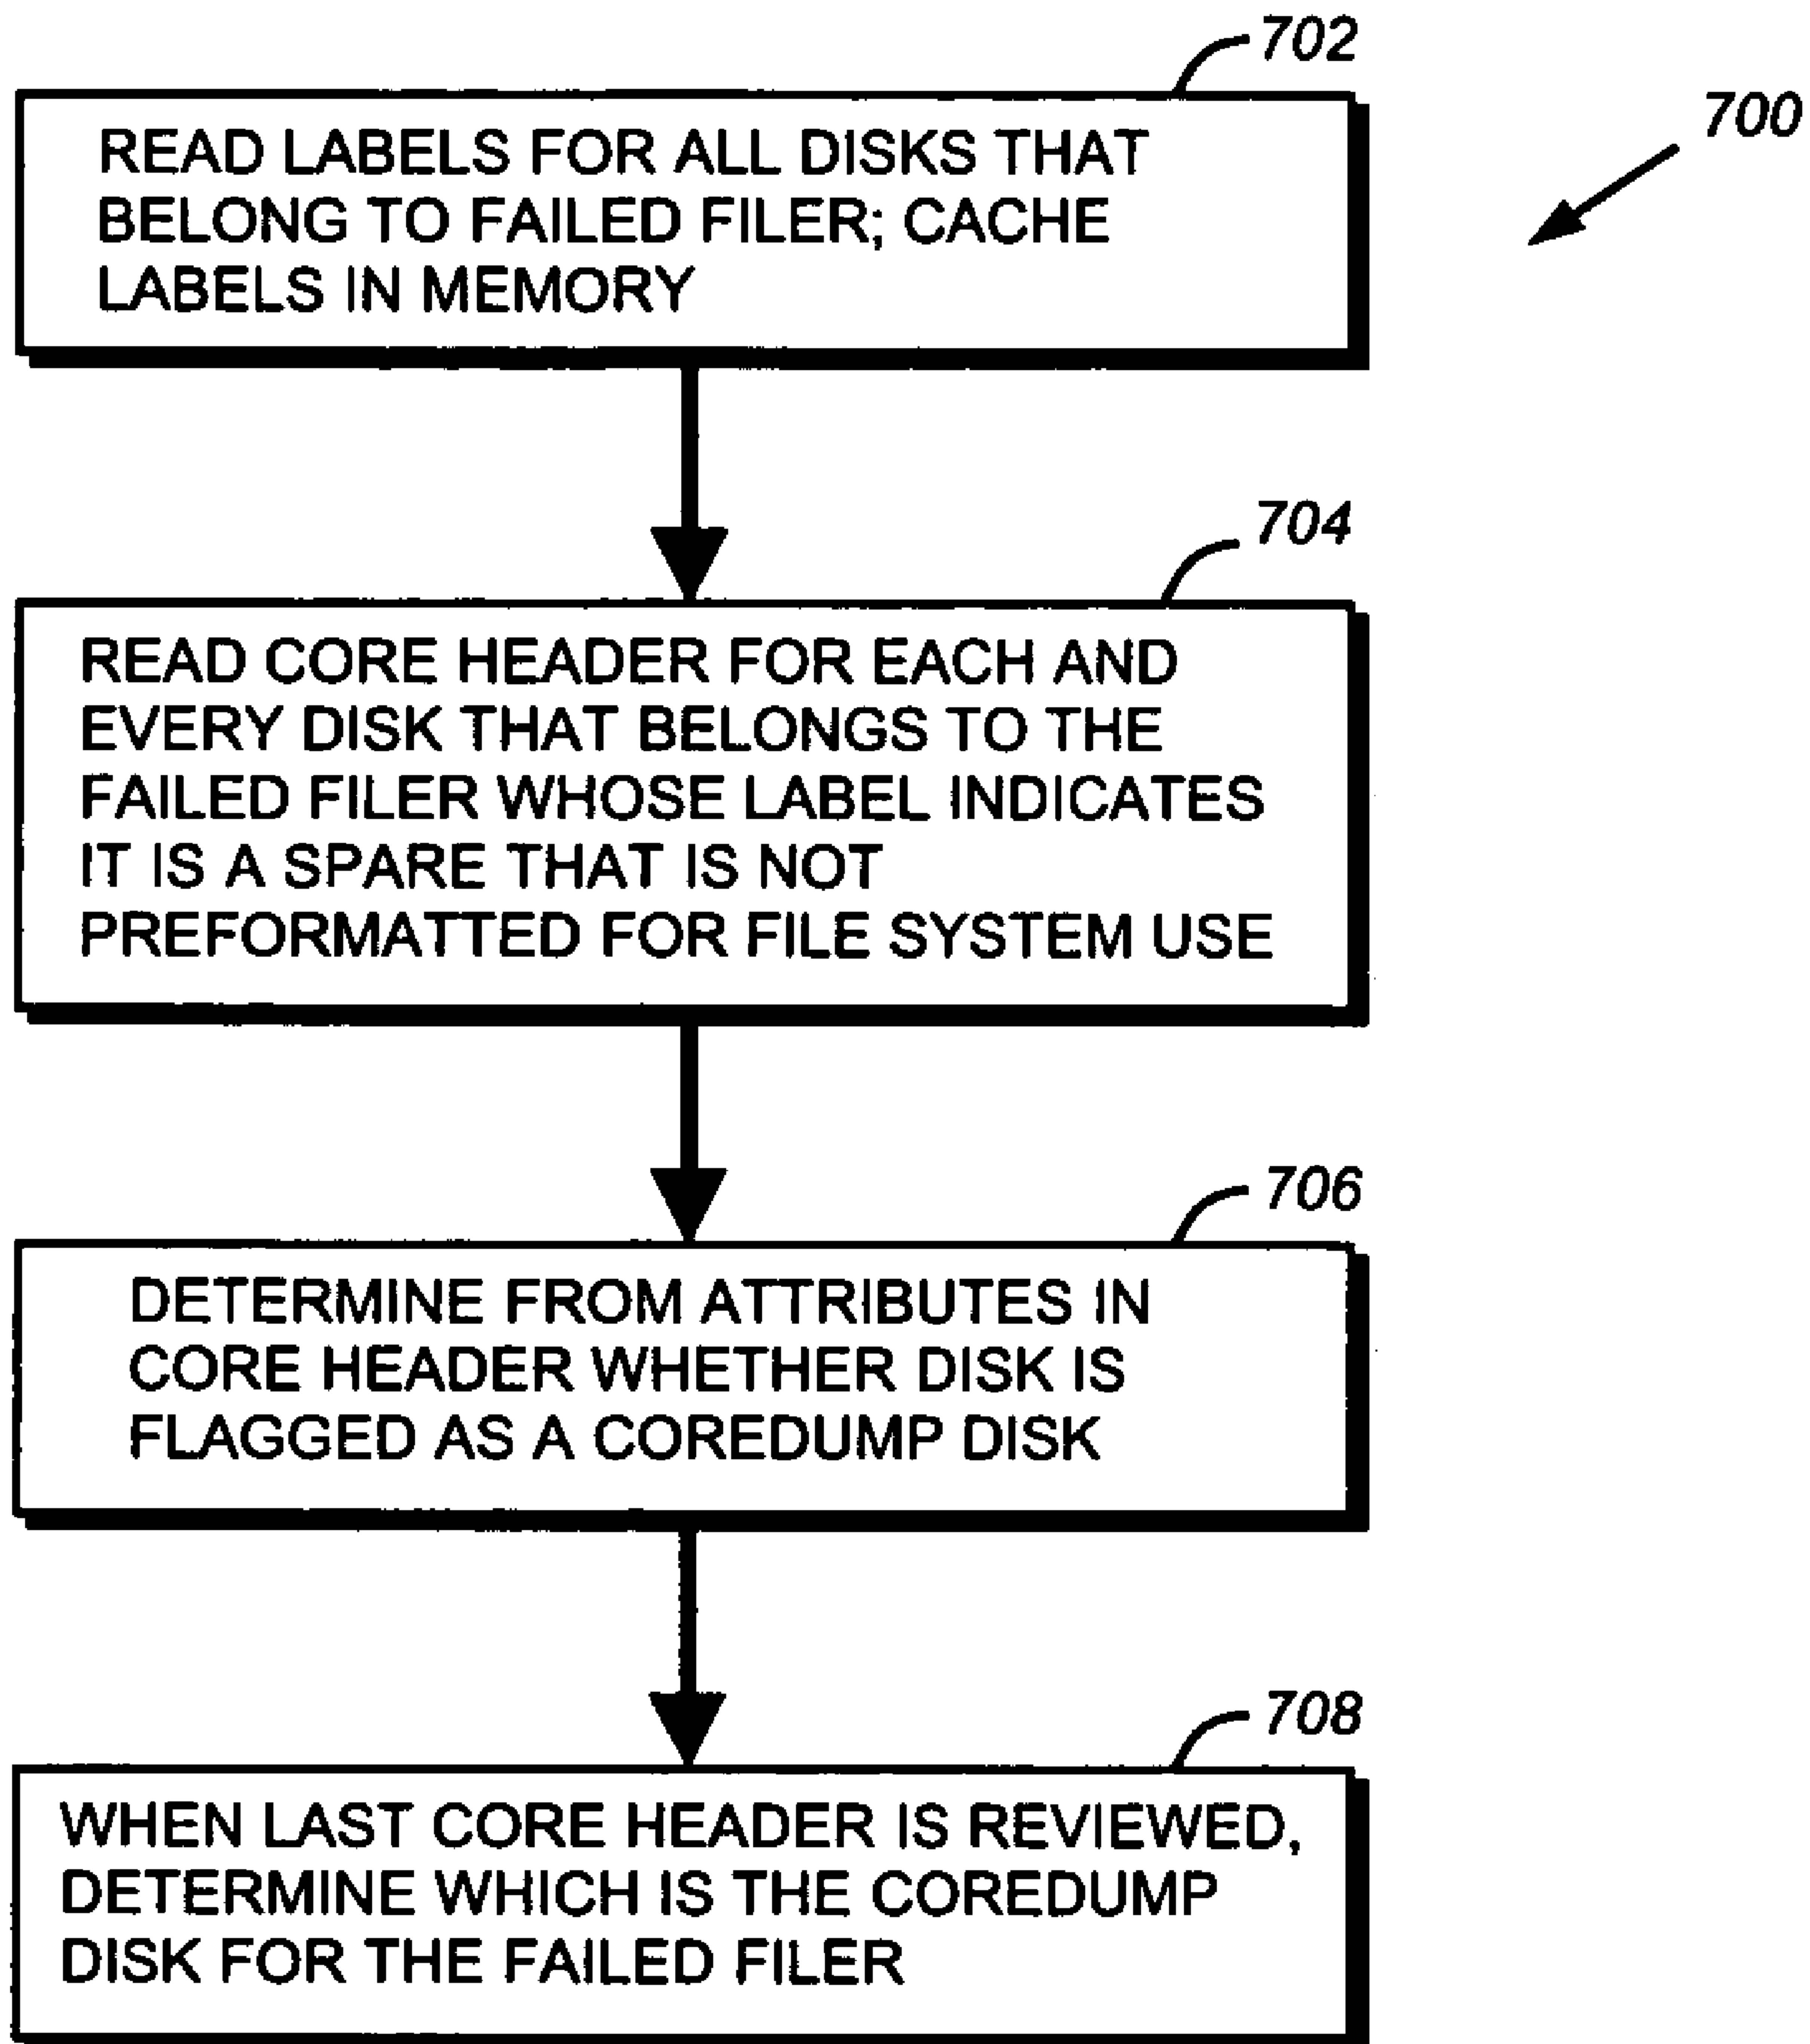 702
700
READ LABELS FOR ALL DISKS THAT
BELONG TO FAILED FILER; CACHE
LABELS IN MEMORY
704
READ CORE HEADER FOR EACH AND
EVERY DISK THAT BELONGS TO THE
FAILED FILER WHOSE LABEL INDICATES
IT IS A SPARE THAT IS NOT
PREFORMATTED FOR FILE SYSTEM USE
706
DETERMINE FROM ATTRIBUTES IN
CORE HEADER WHETHER DISK IS
FLAGGED AS A COREDUMP DISK
708
WHEN LAST CORE HEADER IS REVIEWED,
DETERMINE WHICH IS THE COREDUMP
DISK FOR THE FAILED FILER